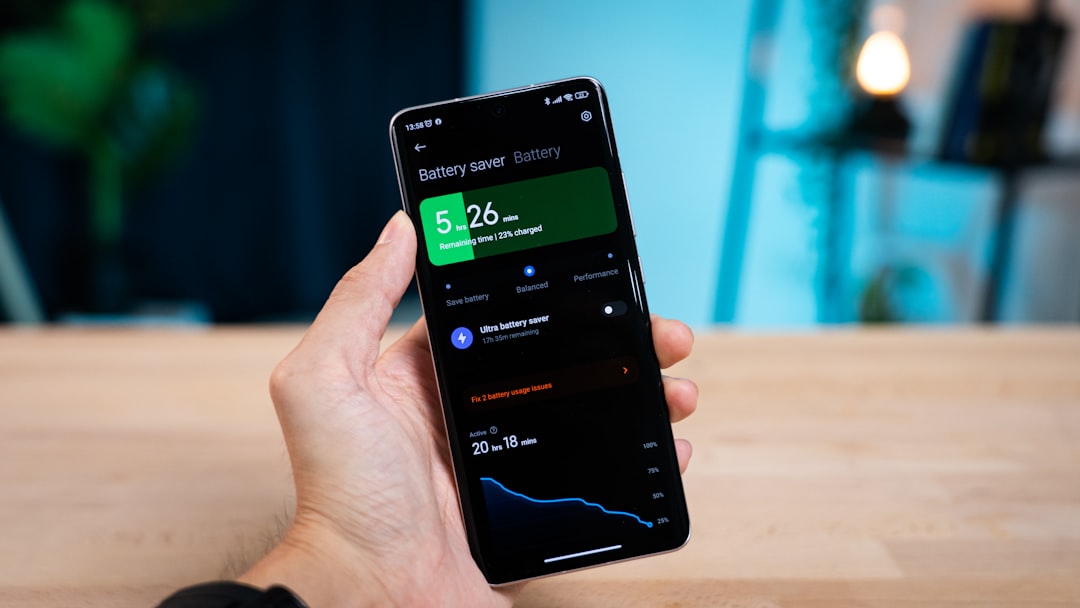 13:58
Battery saver Battery
5 hrs 26 mins
Remaining time | 23% charged
Save battery Balanced Performance
Ultra battery saver
17h 35m remaining
Fix 2 battery usage issues
Active
20 hrs 18 mins
100%
75%
50%
25%